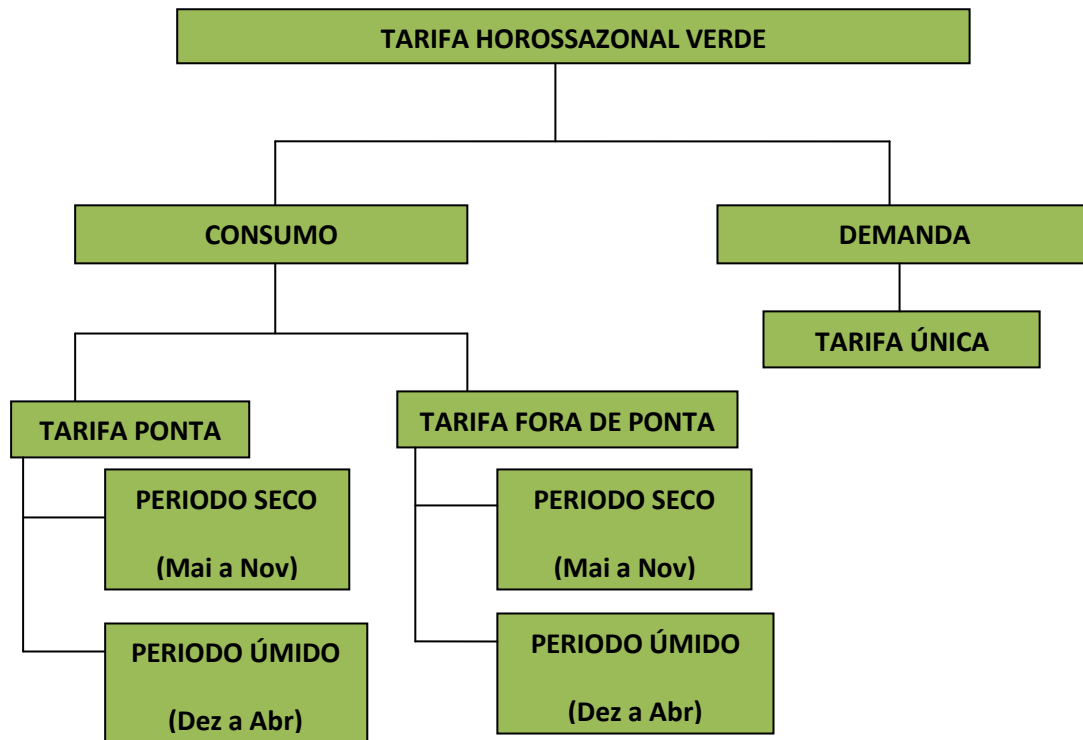 TARIFA HOROSSAZONAL VERDE
CONSUMO
DEMANDA
TARIFA ÚNICA
TARIFA PONTA
TARIFA FORA DE PONTA
PERIODO SECO
(Mai a Nov)
PERIODO SECO
(Mai a Nov)
PERIODO ÚMIDO
(Dez a Abr)
PERIODO ÚMIDO
(Dez a Abr)